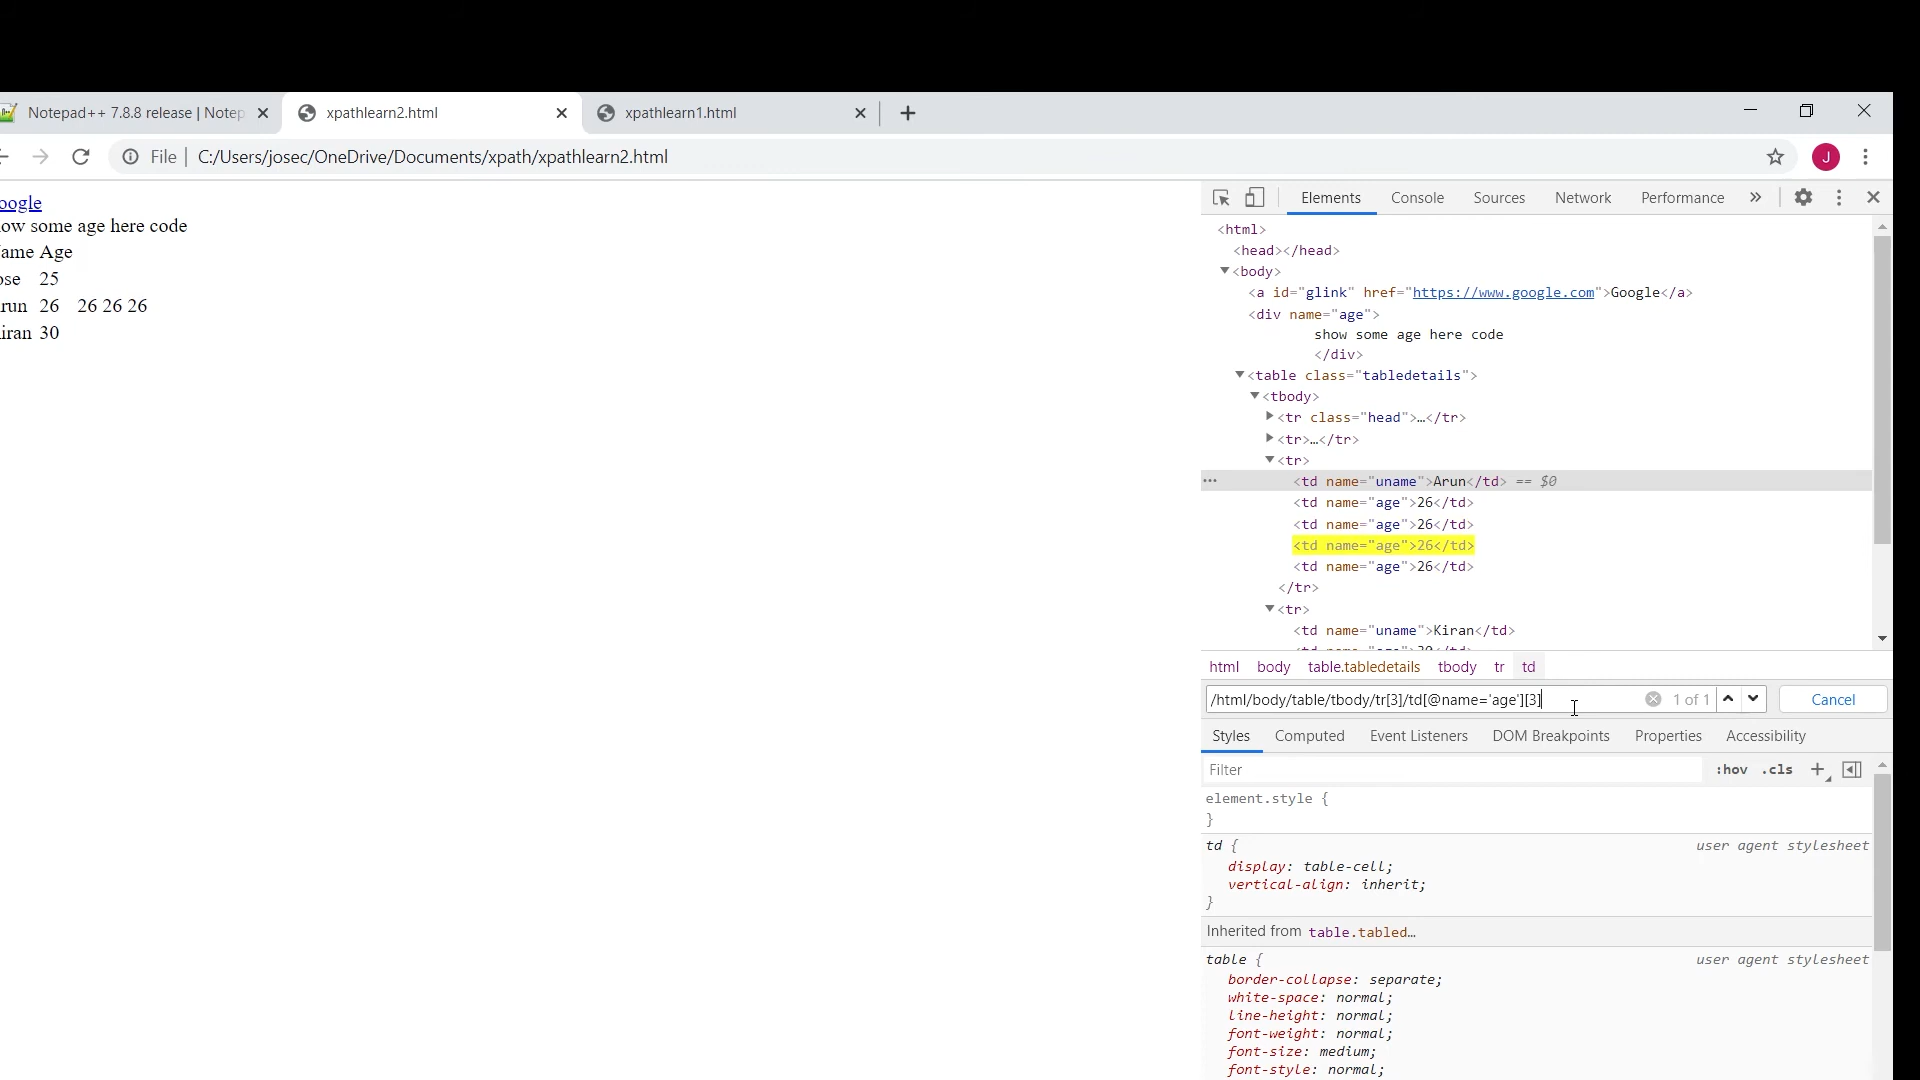 Notepad++ 7.8.8 release | Notep
xpathlearn2.html
xpathlearn1.html
File | C:/Users/josec/OneDrive/Documents/xpath/xpathlearn2.html
J
oogle
ow some age here code
ame Age
ose 25
run 26 26 26 26
iran 30
Elements Console Sources Network Performance »
<html>
<head></head>
<body>
<a id="glink" href="https://www.google.com">Google</a>
<div name="age">
show some age here code
</div>
<table class="tabledetails">
<tbody>
<tr class="head">…</tr>
<tr>…</tr>
<tr>
<td name="uname">Arun</td> == $0
<td name="age">26</td>
<td name="age">26</td>
<td name="age">26</td>
<td name="age">26</td>
</tr>
<tr>
<td name="uname">Kiran</td>
html body table.tabledetails tbody tr td
/html/body/table/tbody/tr[3]/td[@name='age'][3] 1 of 1 Cancel
Styles Computed Event Listeners DOM Breakpoints Properties Accessibility
Filter :hov .cls +
element.style {
}
td { user agent stylesheet
display: table-cell;
vertical-align: inherit;
}
Inherited from table.tabled…
table { user agent stylesheet
border-collapse: separate;
white-space: normal;
line-height: normal;
font-weight: normal;
font-size: medium;
font-style: normal;